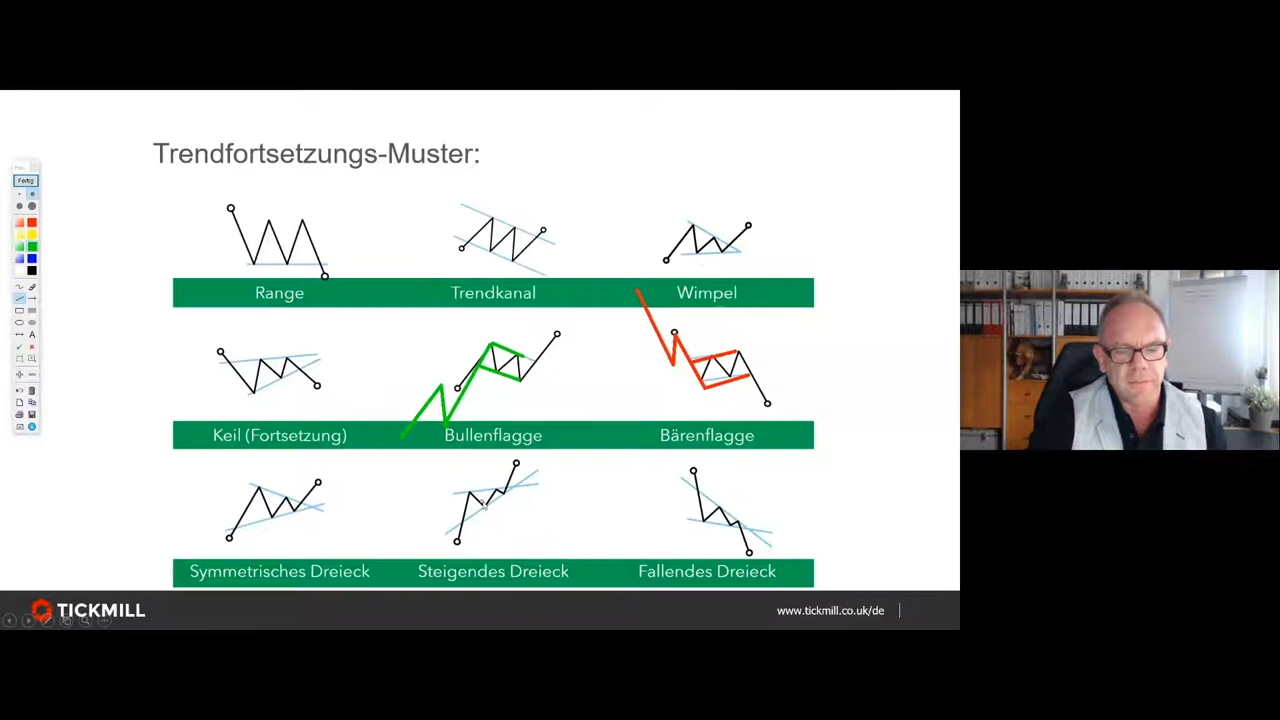 Trendfortsetzungs-Muster:
Fertig
A
Range
Trendkanal
Wimpel
Keil (Fortsetzung)
Bullenflagge
Bärenflagge
Symmetrisches Dreieck
Steigendes Dreieck
Fallendes Dreieck
TICKMILL
www.tickmill.co.uk/de